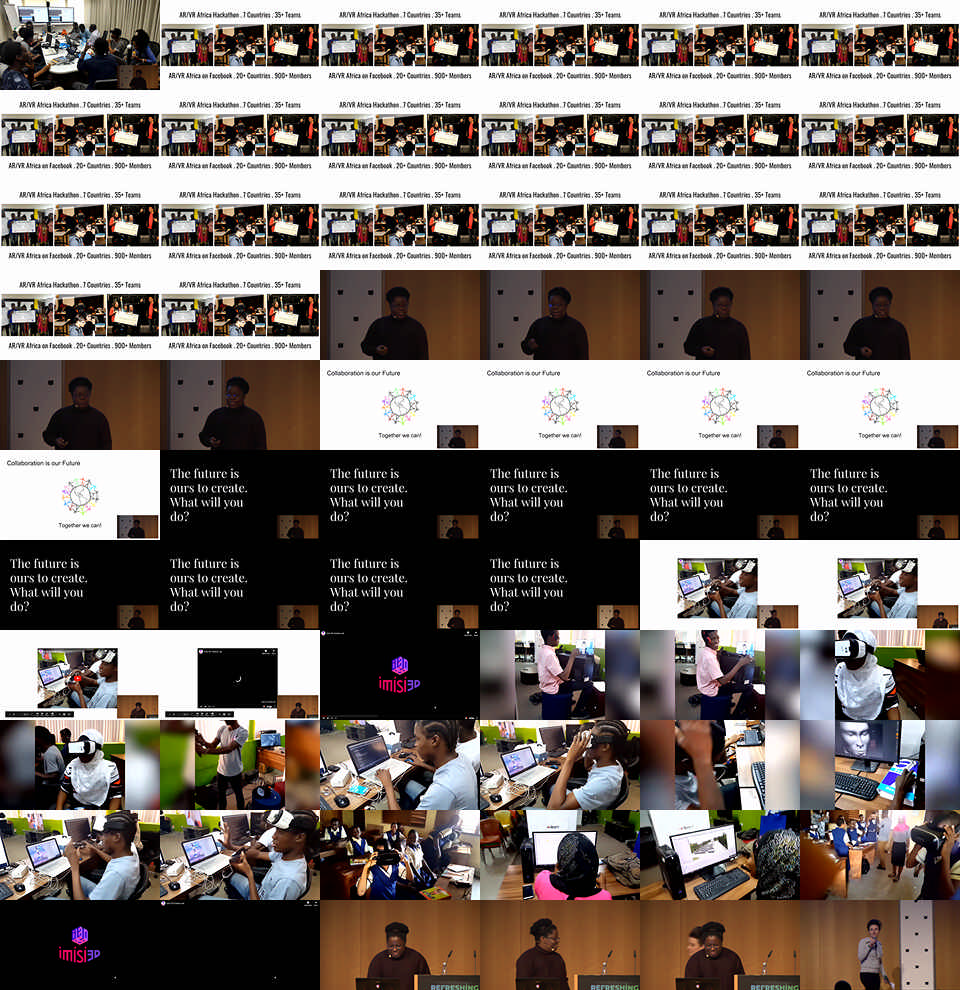 AR/VR Africa Hackathon . 7 Countries . 35+ Teams
AR/VR Africa on Facebook . 20+ Countries . 900+ Members
AR/VR Africa Hackathon . 7 Countries . 35+ Teams
AR/VR Africa on Facebook . 20+ Countries . 900+ Members
AR/VR Africa Hackathon . 7 Countries . 35+ Teams
AR/VR Africa on Facebook . 20+ Countries . 900+ Members
AR/VR Africa Hackathon . 7 Countries . 35+ Teams
AR/VR Africa on Facebook . 20+ Countries . 900+ Members
AR/VR Africa Hackathon . 7 Countries . 35+ Teams
AR/VR Africa on Facebook . 20+ Countries . 900+ Members
AR/VR Africa Hackathon . 7 Countries . 35+ Teams
AR/VR Africa on Facebook . 20+ Countries . 900+ Members
AR/VR Africa Hackathon . 7 Countries . 35+ Teams
AR/VR Africa on Facebook . 20+ Countries . 900+ Members
AR/VR Africa Hackathon . 7 Countries . 35+ Teams
AR/VR Africa on Facebook . 20+ Countries . 900+ Members
AR/VR Africa Hackathon . 7 Countries . 35+ Teams
AR/VR Africa on Facebook . 20+ Countries . 900+ Members
AR/VR Africa Hackathon . 7 Countries . 35+ Teams
AR/VR Africa on Facebook . 20+ Countries . 900+ Members
AR/VR Africa Hackathon . 7 Countries . 35+ Teams
AR/VR Africa on Facebook . 20+ Countries . 900+ Members
AR/VR Africa Hackathon . 7 Countries . 35+ Teams
AR/VR Africa on Facebook . 20+ Countries . 900+ Members
AR/VR Africa Hackathon . 7 Countries . 35+ Teams
AR/VR Africa on Facebook . 20+ Countries . 900+ Members
AR/VR Africa Hackathon . 7 Countries . 35+ Teams
AR/VR Africa on Facebook . 20+ Countries . 900+ Members
AR/VR Africa Hackathon . 7 Countries . 35+ Teams
AR/VR Africa on Facebook . 20+ Countries . 900+ Members
AR/VR Africa Hackathon . 7 Countries . 35+ Teams
AR/VR Africa on Facebook . 20+ Countries . 900+ Members
AR/VR Africa Hackathon . 7 Countries . 35+ Teams
AR/VR Africa on Facebook . 20+ Countries . 900+ Members
AR/VR Africa Hackathon . 7 Countries . 35+ Teams
AR/VR Africa on Facebook . 20+ Countries . 900+ Members
AR/VR Africa Hackathon . 7 Countries . 35+ Teams
AR/VR Africa on Facebook . 20+ Countries . 900+ Members
Collaboration is our Future
Together we can!
Collaboration is our Future
Together we can!
Collaboration is our Future
Together we can!
Collaboration is our Future
Together we can!
Collaboration is our Future
Together we can!
The future is
ours to create.
What will you
do?
The future is
ours to create.
What will you
do?
The future is
ours to create.
What will you
do?
The future is
ours to create.
What will you
do?
The future is
ours to create.
What will you
do?
The future is
ours to create.
What will you
do?
The future is
ours to create.
What will you
do?
The future is
ours to create.
What will you
do?
The future is
ours to create.
What will you
do?
imisi3D
imisi3D
REFRESHING
REFRESHING